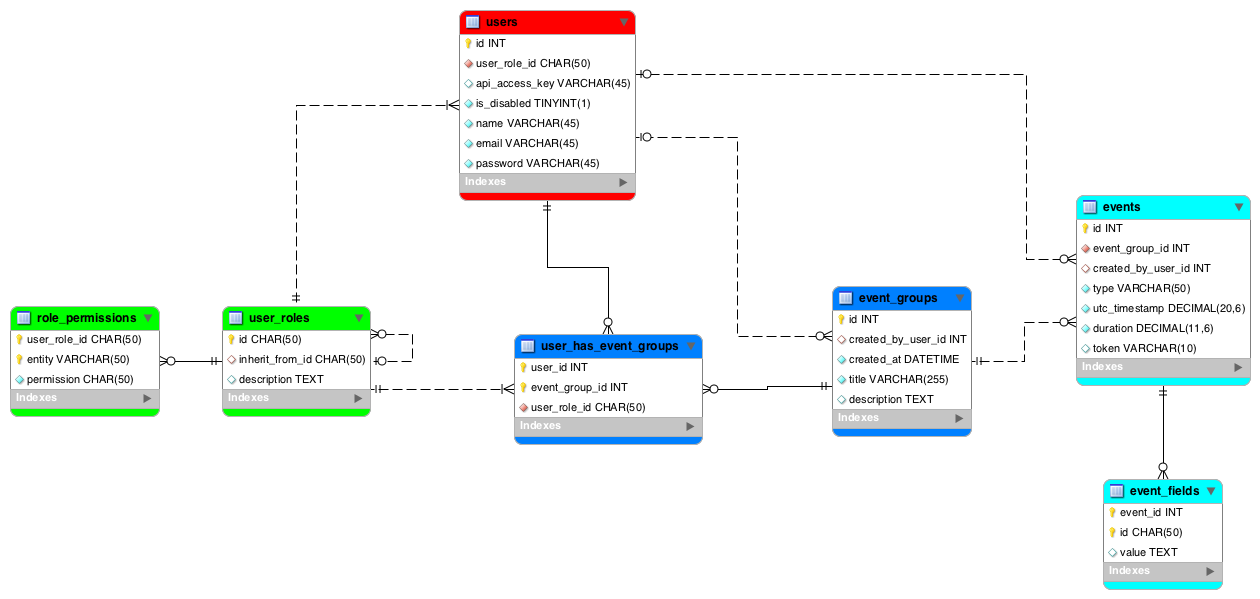 users
id INT
user_role_id CHAR(50)
api_access_key VARCHAR(45)
is_disabled TINYINT(1)
name VARCHAR(45)
email VARCHAR(45)
password VARCHAR(45)
Indexes
events
id INT
event_group_id INT
created_by_user_id INT
type VARCHAR(50)
utc_timestamp DECIMAL(20,6)
duration DECIMAL(11,6)
token VARCHAR(10)
Indexes
role_permissions
user_role_id CHAR(50)
entity VARCHAR(50)
permission CHAR(50)
Indexes
user_roles
id CHAR(50)
inherit_from_id CHAR(50)
description TEXT
Indexes
user_has_event_groups
user_id INT
event_group_id INT
user_role_id CHAR(50)
Indexes
event_groups
id INT
created_by_user_id INT
created_at DATETIME
title VARCHAR(255)
description TEXT
Indexes
event_fields
event_id INT
id CHAR(50)
value TEXT
Indexes